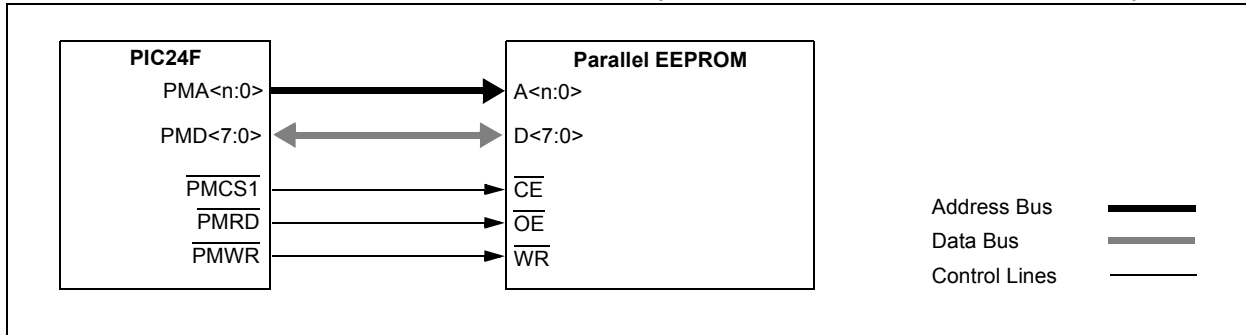 PIC24F
Parallel EEPROM
PMA<n:0>
A<n:0>
PMD<7:0>
D<7:0>
PMCS1
CE
PMRD
OE
PMWR
WR
Address Bus
Data Bus
Control Lines